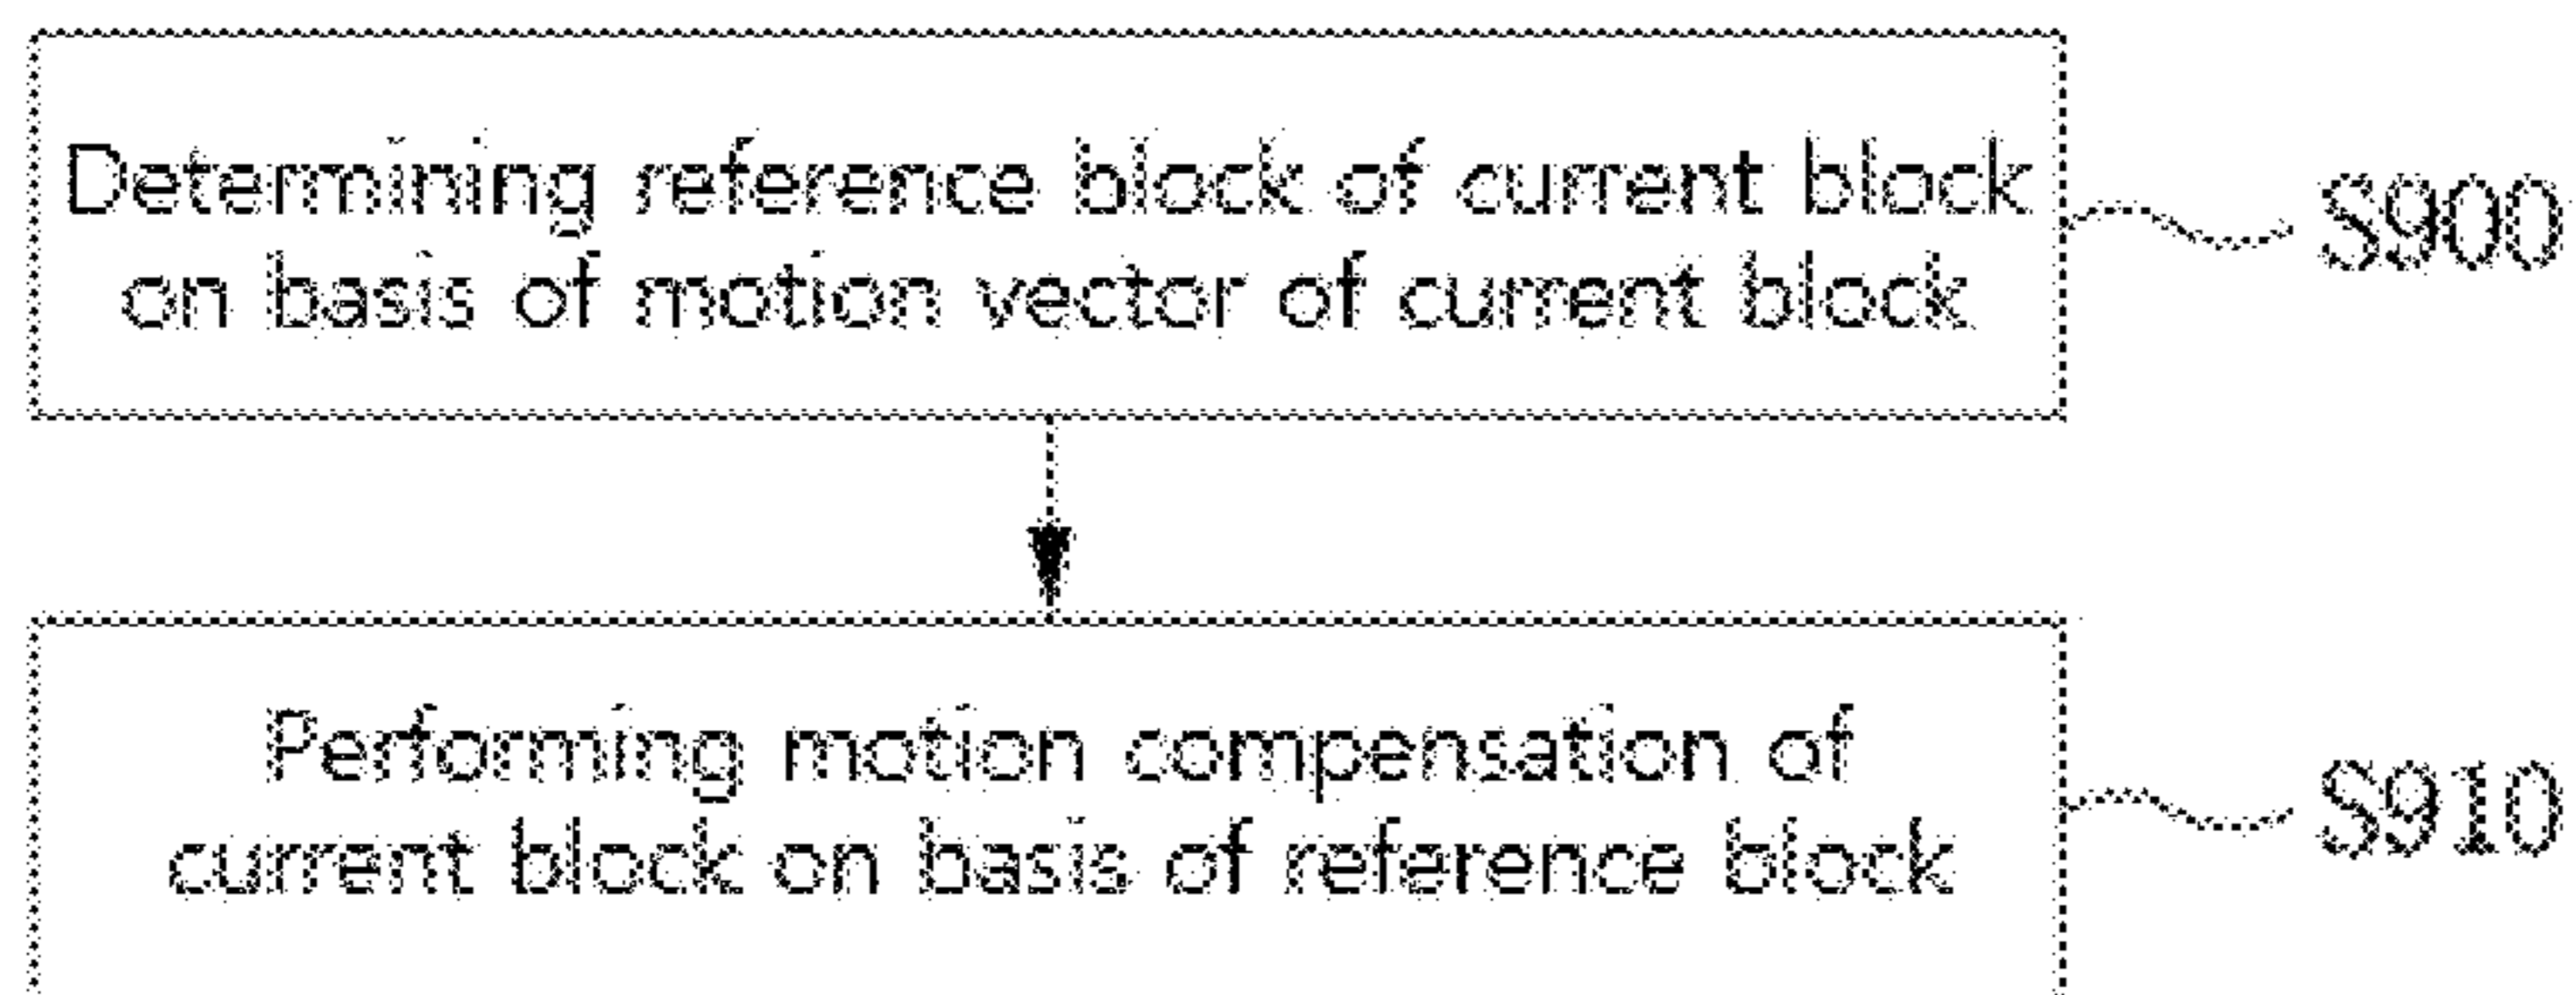 Determining reference block of current block
on basis of motion vector of current block
S900
Performing motion compensation of
current block on basis of reference block
S910